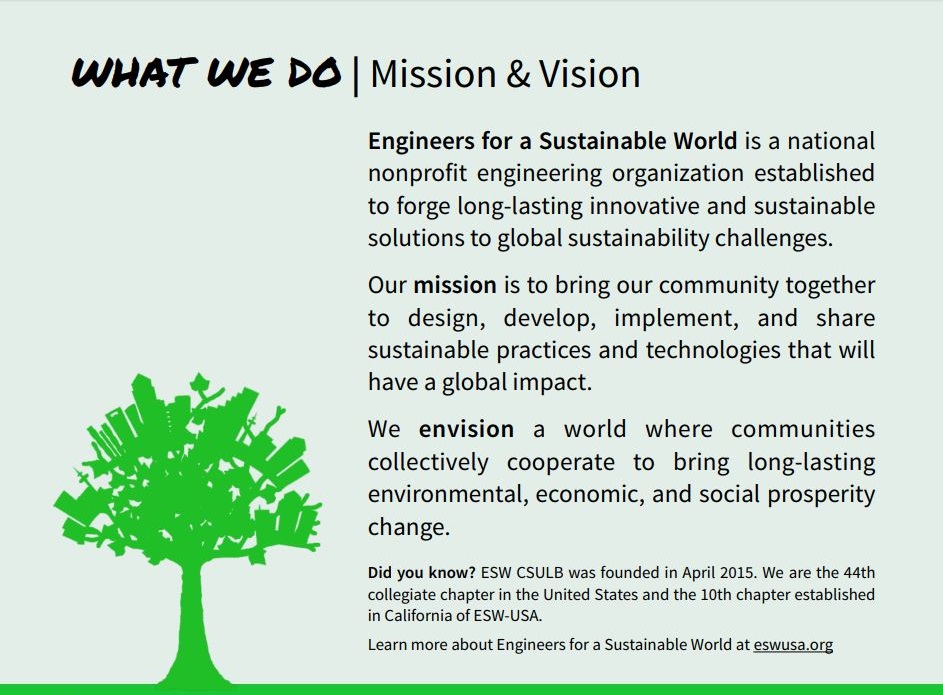 WHAT WE DO | Mission & Vision
Engineers for a Sustainable World is a national
nonprofit engineering organization established
to forge long-lasting innovative and sustainable
solutions to global sustainability challenges.
Our mission is to bring our community together
to design, develop, implement, and share
sustainable practices and technologies that will
have a global impact.
We envision a world where communities
collectively cooperate to bring long-lasting
environmental, economic, and social prosperity
change.
Did you know? ESW CSULB was founded in April 2015. We are the 44th
collegiate chapter in the United States and the 10th chapter established
in California of ESW-USA.
Learn more about Engineers for a Sustainable World at eswusa.org